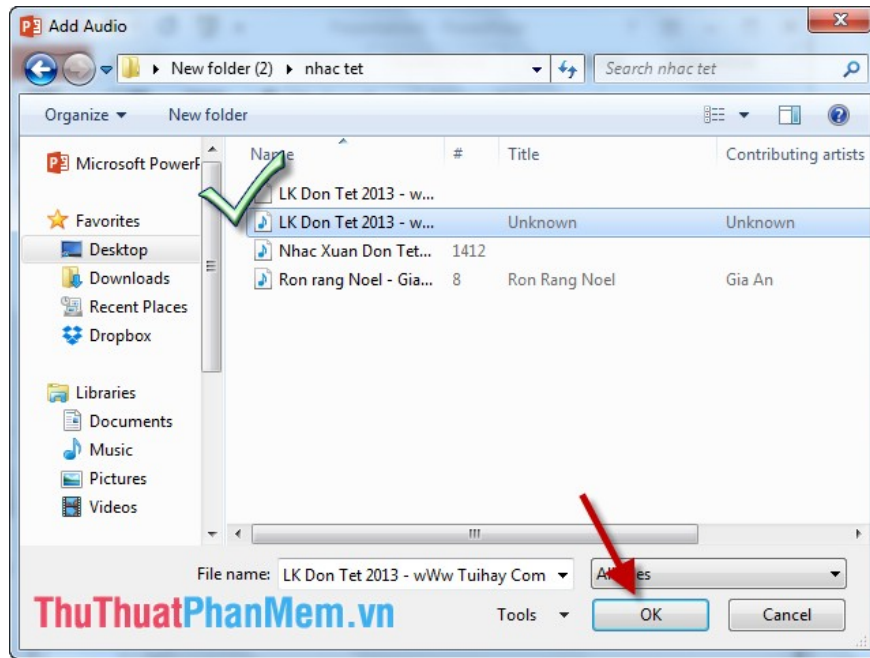 Add Audio
New folder (2) nhac tet
Search nhac tet
Organize New folder
Microsoft PowerP
Favorites
Desktop
Downloads
Recent Places
Dropbox
Libraries
Documents
Music
Pictures
Videos
Name # Title Contributing artists
LK Don Tet 2013 - w...
LK Don Tet 2013 - w... Unknown Unknown
Nhac Xuan Don Tet... 1412
Ron rang Noel - Gia... 8 Ron Rang Noel Gia An
File name: LK Don Tet 2013 - wWw Tuihay Com
Tools OK Cancel
ThuThuatPhanMem.vn